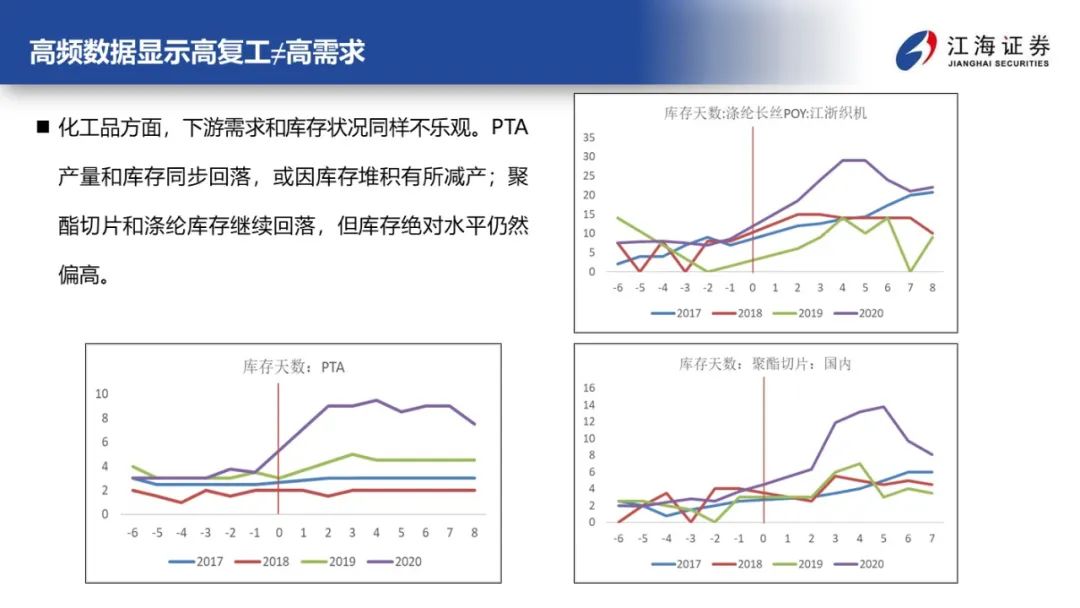 高频数据显示高复工≠高需求
江海证券
JIANGHAI SECURITIES
■ 化工品方面，下游需求和库存状况同样不乐观。PTA
产量和库存同步回落，或因库存堆积有所减产；聚
酯切片和涤纶库存继续回落，但库存绝对水平仍然
偏高。
库存天数:涤纶长丝POY:江浙织机
35
30
25
20
15
10
5
0
-6 -5 -4 -3 -2 -1 0 1 2 3 4 5 6 7 8
2017 2018 2019 2020
库存天数：PTA
10
8
6
4
2
0
-6 -5 -4 -3 -2 -1 0 1 2 3 4 5 6 7 8
2017 2018 2019 2020
库存天数：聚酯切片：国内
16
14
12
10
8
6
4
2
0
-6 -5 -4 -3 -2 -1 0 1 2 3 4 5 6 7
2017 2018 2019 2020